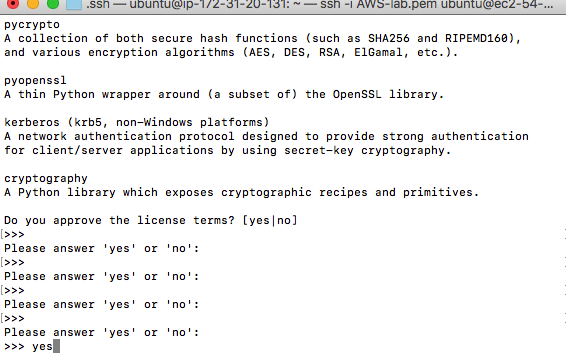 .ssh — ubuntu@ip-172-31-20-131: ~ — ssh -i AWS-lab.pem ubuntu@ec2-54-...
pycrypto
A collection of both secure hash functions (such as SHA256 and RIPEMD160),
and various encryption algorithms (AES, DES, RSA, ElGamal, etc.).
pyopenssl
A thin Python wrapper around (a subset of) the OpenSSL library.
kerberos (krb5, non-Windows platforms)
A network authentication protocol designed to provide strong authentication
for client/server applications by using secret-key cryptography.
cryptography
A Python library which exposes cryptographic recipes and primitives.
Do you approve the license terms? [yes|no]
[>>>
Please answer 'yes' or 'no':
[>>>
Please answer 'yes' or 'no':
[>>>
Please answer 'yes' or 'no':
[>>>
Please answer 'yes' or 'no':
>>> yes